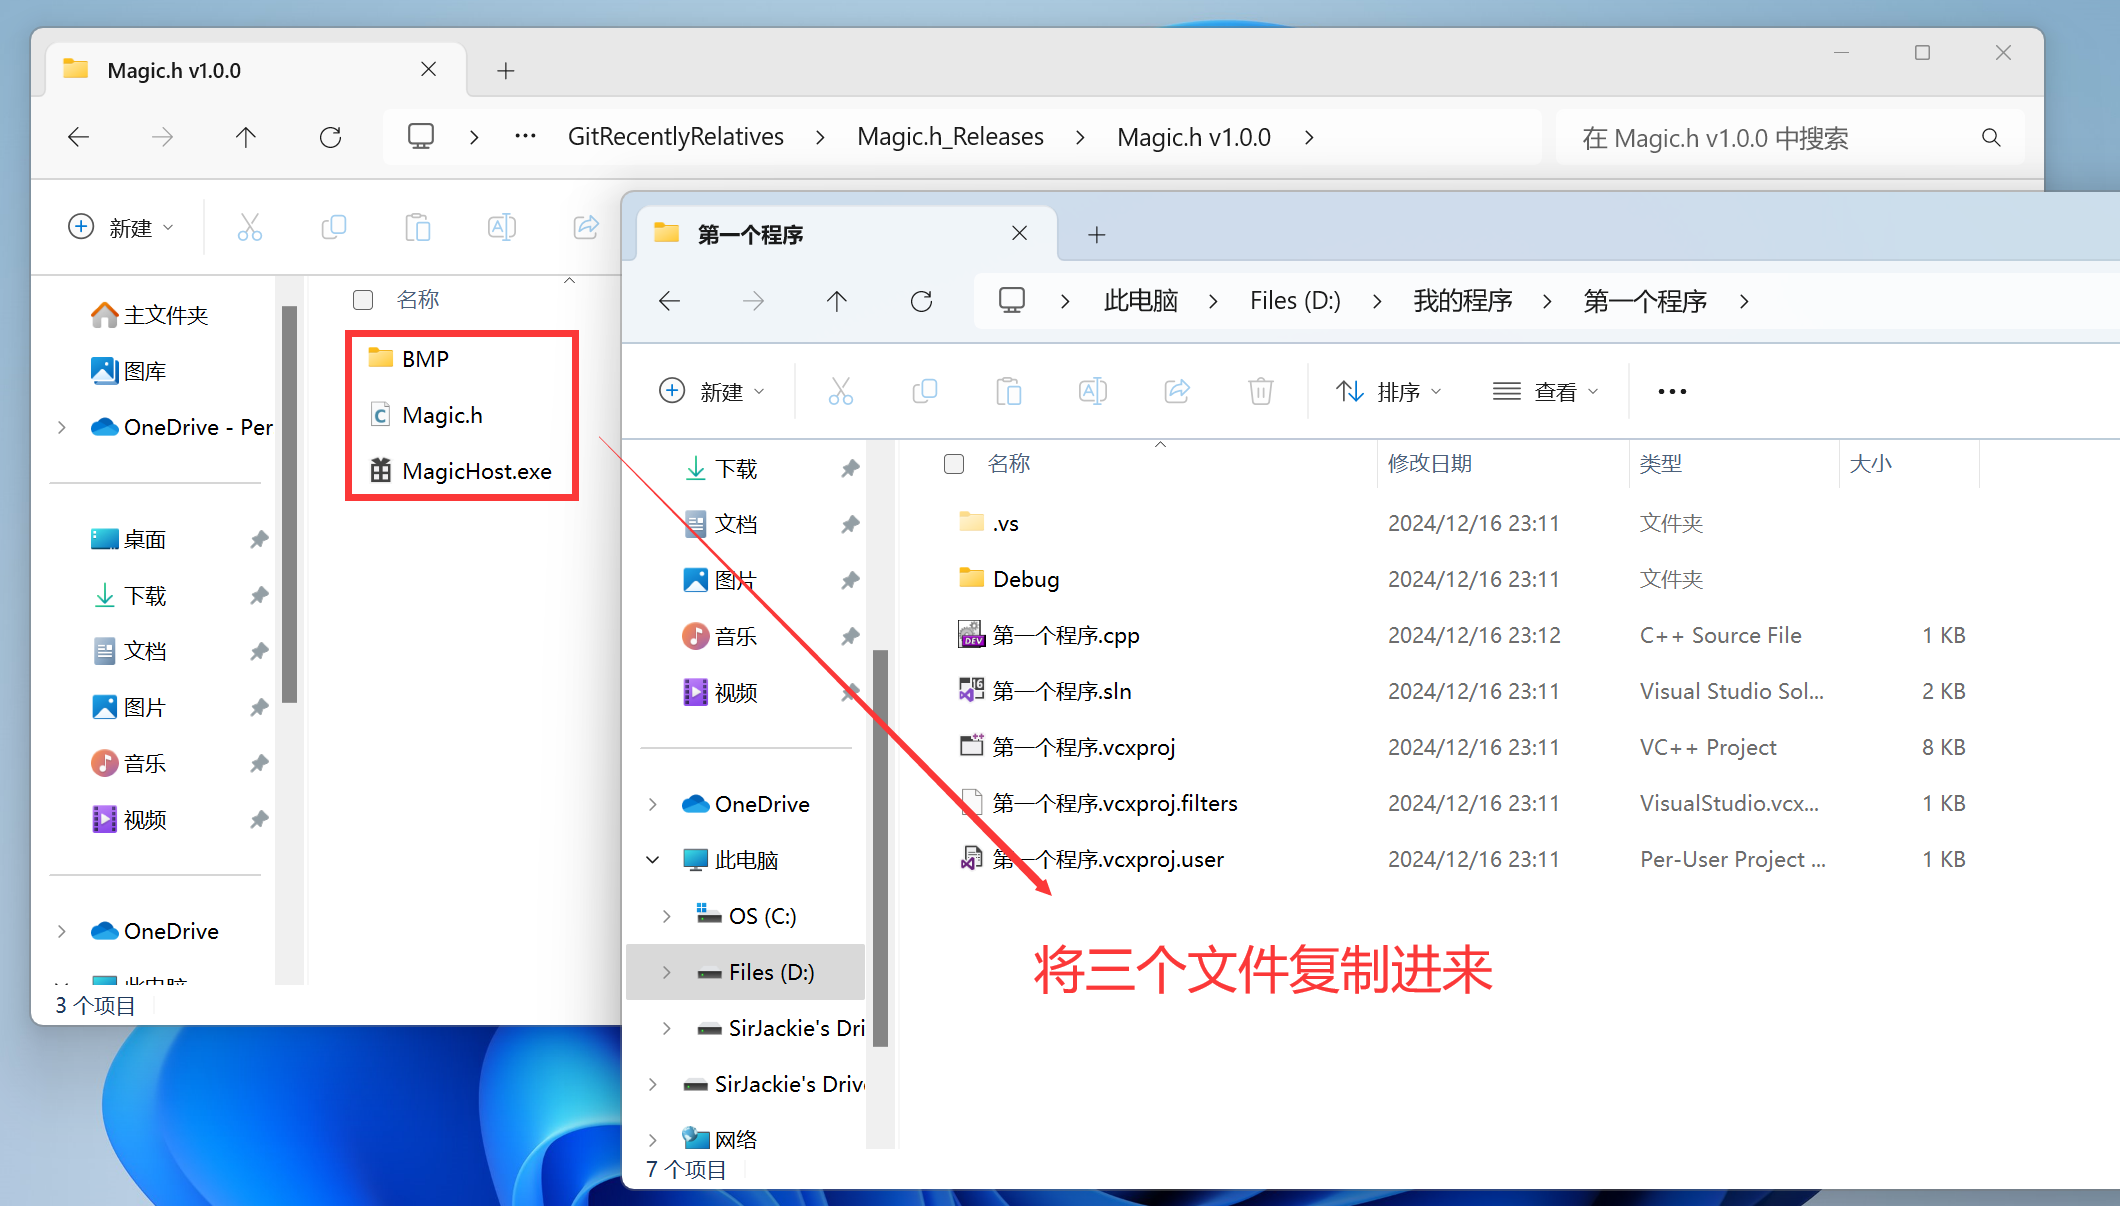 Magic.h v1.0.0
GitRecentlyRelatives
Magic.h_Releases
Magic.h v1.0.0
在 Magic.h v1.0.0 中搜索
新建
主文件夹
图库
OneDrive - Per
桌面
下载
文档
图片
音乐
视频
OneDrive
此电脑
3 个项目
名称
BMP
Magic.h
MagicHost.exe
第一个程序
此电脑
Files (D:)
我的程序
第一个程序
新建
排序
查看
下载
文档
图片
音乐
视频
OneDrive
此电脑
OS (C:)
Files (D:)
SirJackie's Dri
SirJackie's Driv
网络
7 个项目
名称 修改日期 类型 大小
.vs 2024/12/16 23:11 文件夹
Debug 2024/12/16 23:11 文件夹
第一个程序.cpp 2024/12/16 23:12 C++ Source File 1 KB
第一个程序.sln 2024/12/16 23:11 Visual Studio Sol... 2 KB
第一个程序.vcxproj 2024/12/16 23:11 VC++ Project 8 KB
第一个程序.vcxproj.filters 2024/12/16 23:11 VisualStudio.vcx... 1 KB
第一个程序.vcxproj.user 2024/12/16 23:11 Per-User Project ... 1 KB
将三个文件复制进来